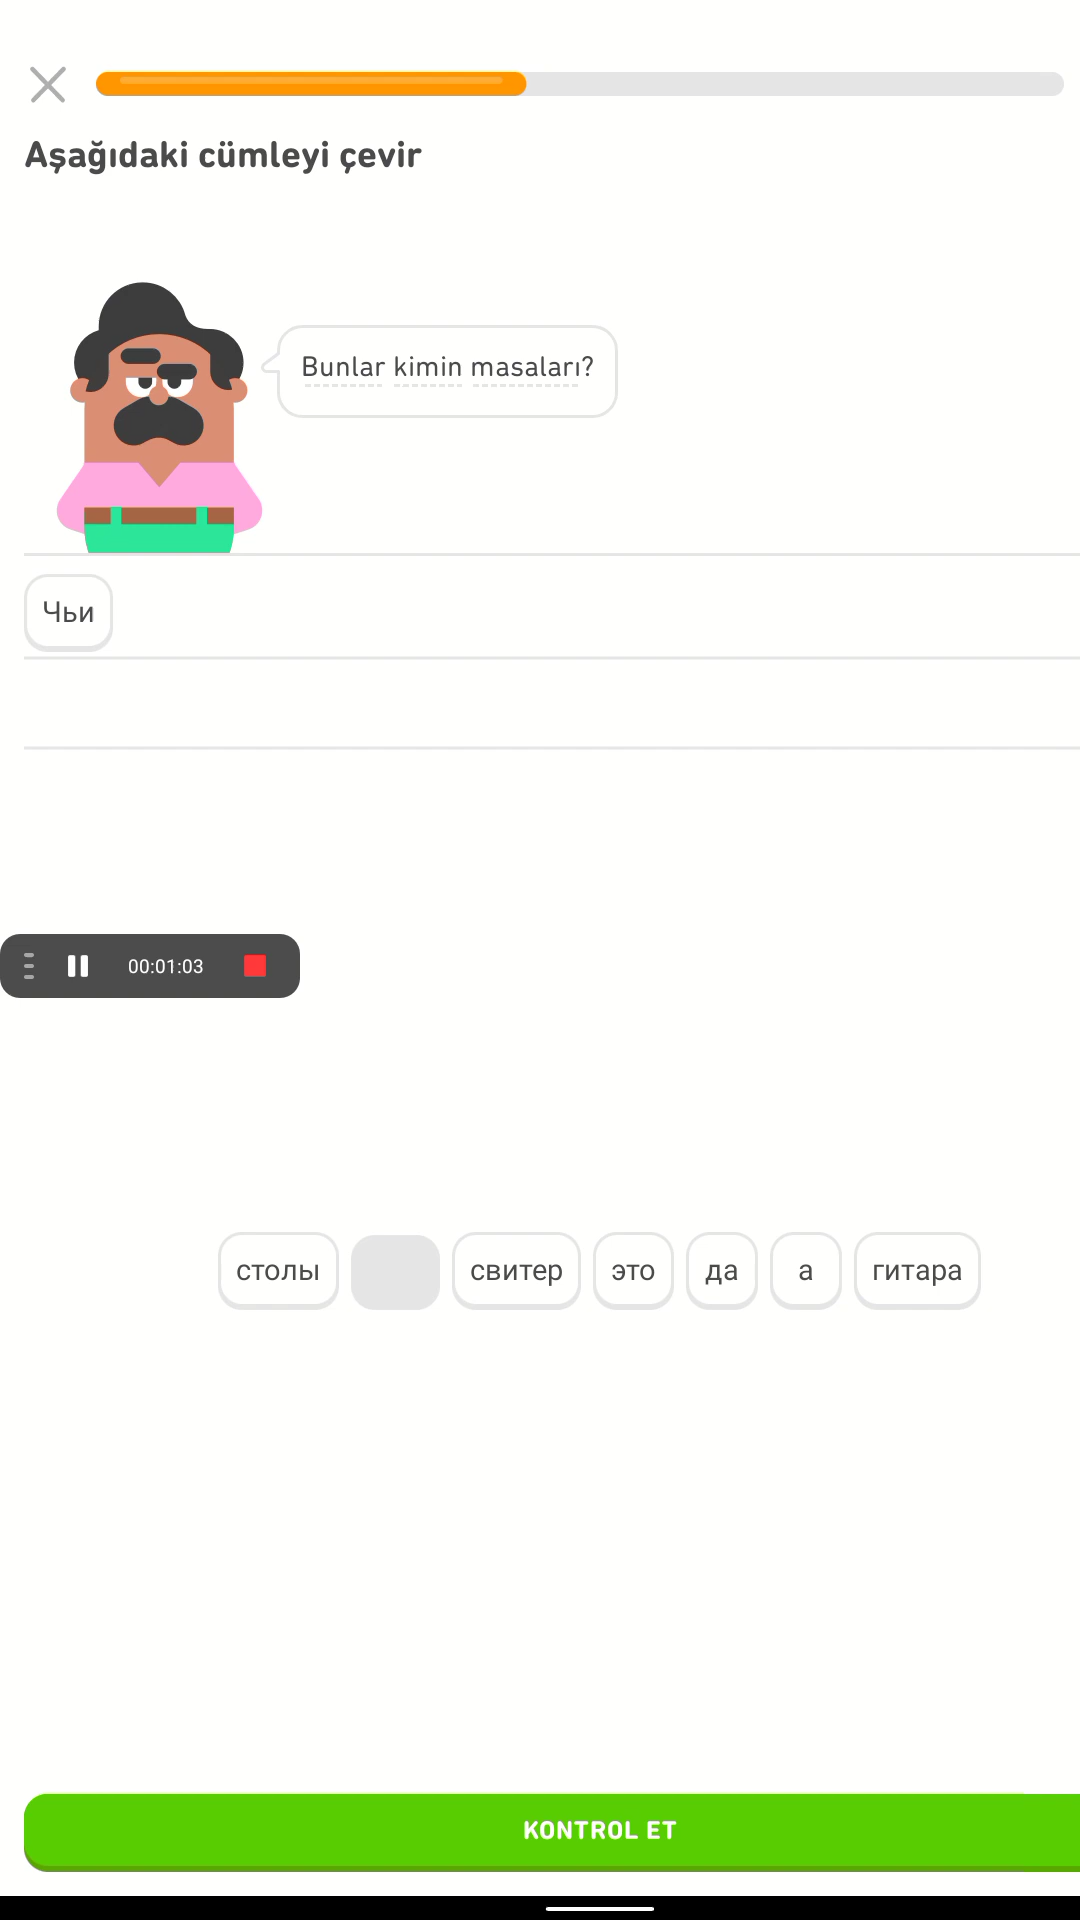 Aşağıdaki cümleyi çevir
Bunlar kimin masaları?
Чьи
00:01:03
столы свитер это да а гитара
KONTROL ET